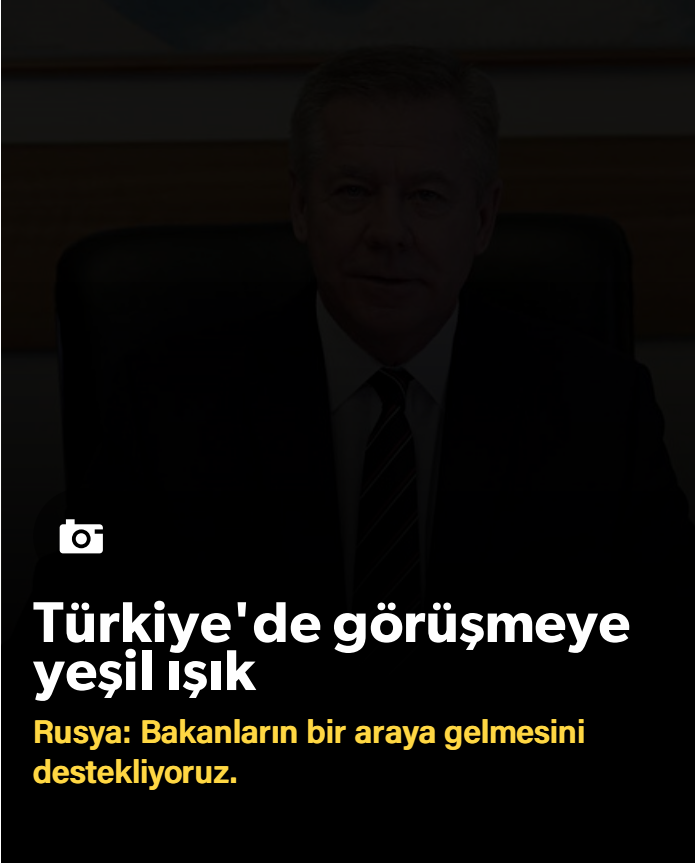 Türkiye'de görüşmeye
yeşil ışık
Rusya: Bakanların bir araya gelmesini
destekliyoruz.